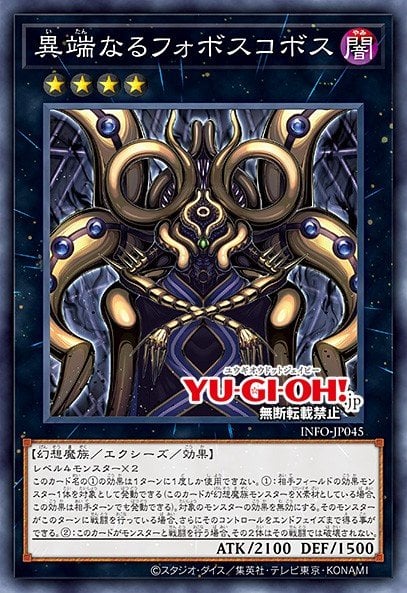 異端なるフォボスコボス
いたん
闇
やみ
ユウギオウドットジェイピー
YU-GI-OH!.jp
無断転載禁止
INFO-JP045
【幻想魔族/エクシーズ/効果】
レベル4モンスター×2
このカード名の①の効果は1ターンに1度しか使用できない。①:相手フィールドの効果モ
ンスター1体を対象として発動できる(このカードが幻想魔族モンスターをX素材としている場合、
この効果は相手ターンでも発動できる)。対象のモンスターの効果を無効にする。そのモンスター
がこのターンに戦闘を行っている場合、さらにそのコントロールをエンドフェイズまで得る事が
できる。②:このカードがモンスターと戦闘を行う場合、その2体はその戦闘では破壊されない。
ATK/2100 DEF/1500
©スタジオ・ダイス/集英社・テレビ東京・KONAMI